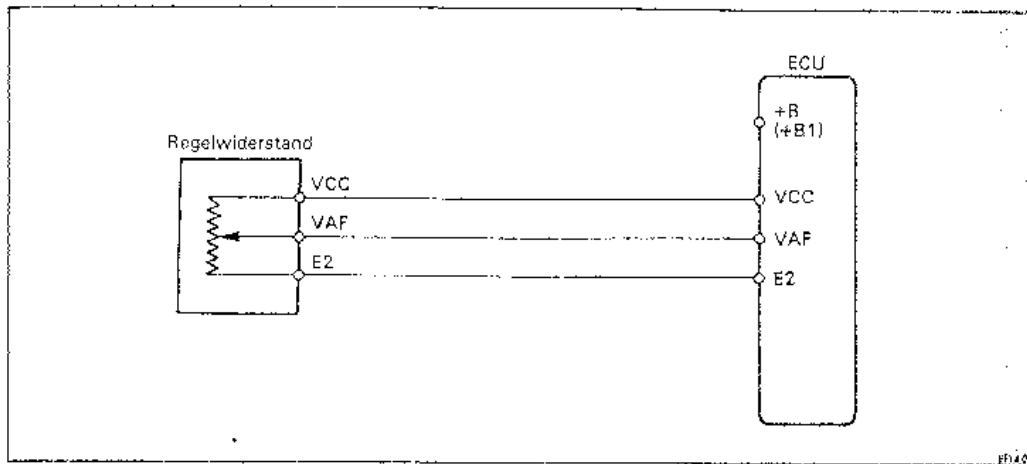 ECU
+B
(+B1)
Regelwiderstand
VCC
VAF
E2
VCC
VAF
E2